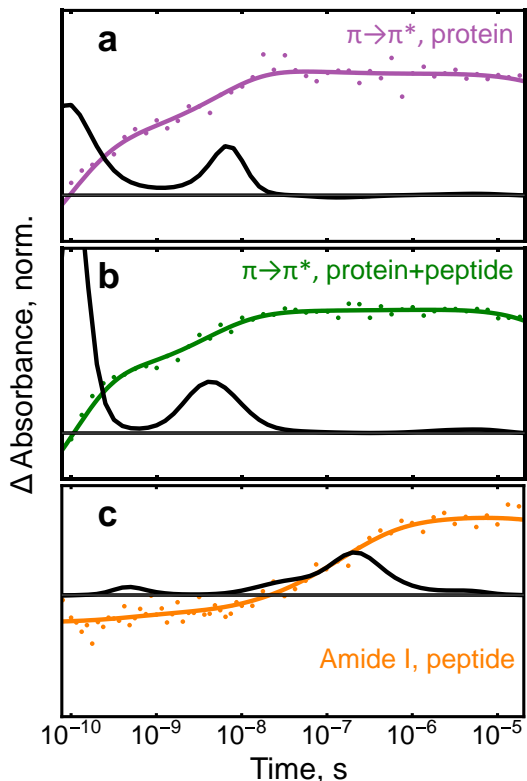 a
π→π*, protein
b
π→π*, protein+peptide
c
Amide I, peptide
Δ Absorbance, norm.
10⁻¹⁰ 10⁻⁹ 10⁻⁸ 10⁻⁷ 10⁻⁶ 10⁻⁵
Time, s